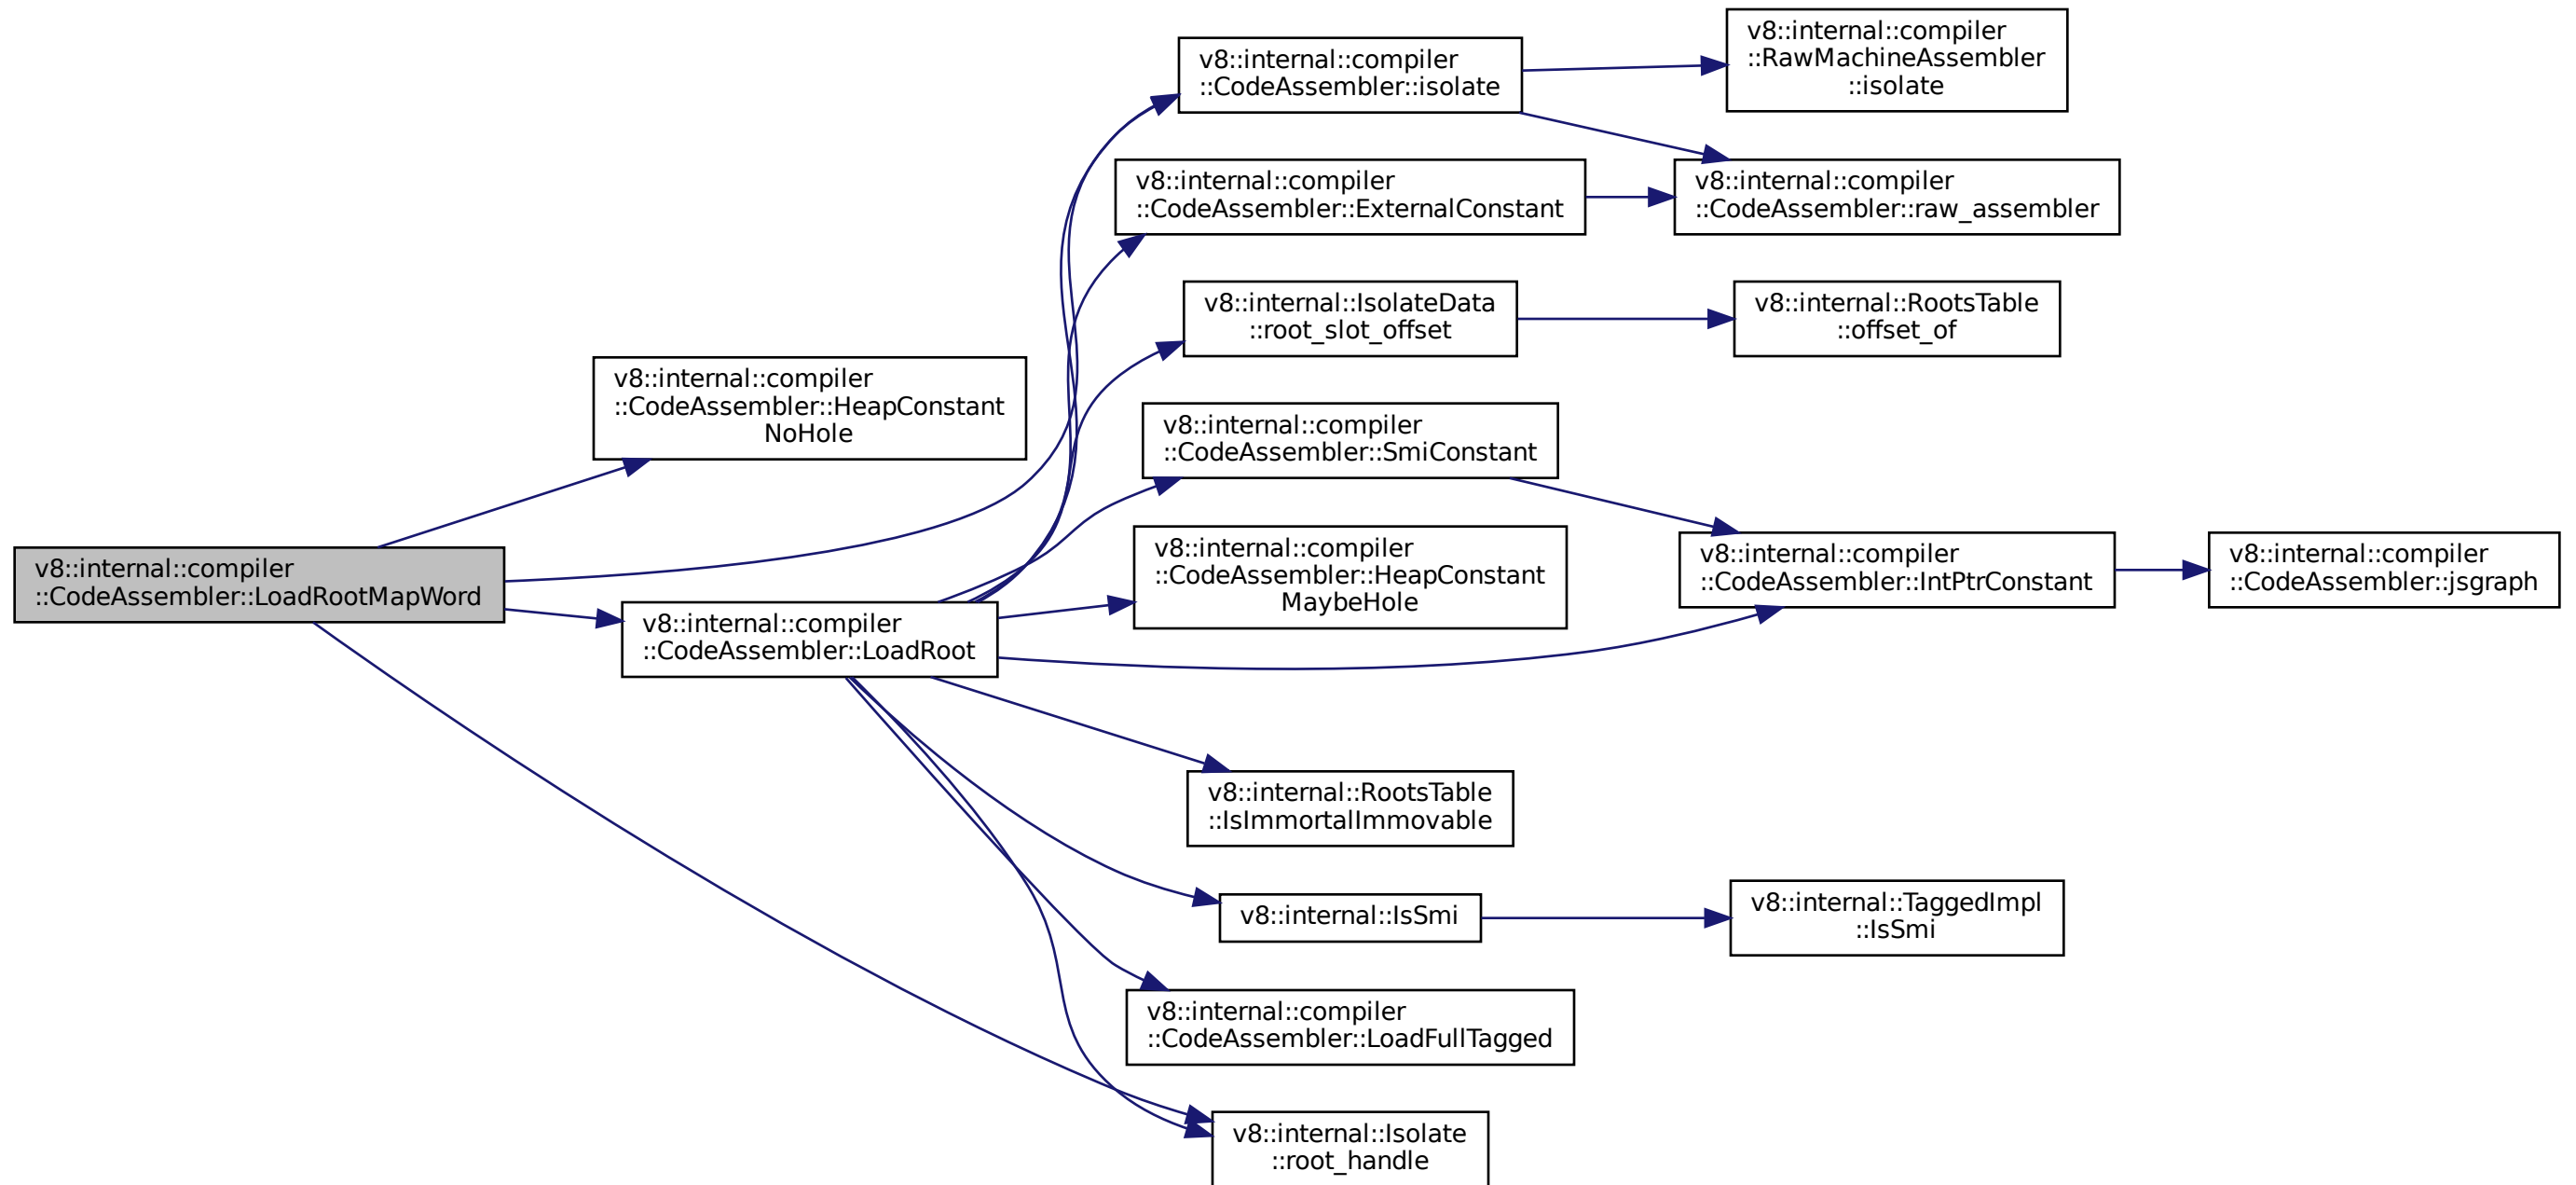 v8::internal::compiler
::CodeAssembler::LoadRootMapWord
v8::internal::compiler
::CodeAssembler::HeapConstant
NoHole
v8::internal::compiler
::CodeAssembler::LoadRoot
v8::internal::compiler
::CodeAssembler::isolate
v8::internal::compiler
::CodeAssembler::ExternalConstant
v8::internal::IsolateData
::root_slot_offset
v8::internal::compiler
::CodeAssembler::SmiConstant
v8::internal::compiler
::CodeAssembler::HeapConstant
MaybeHole
v8::internal::RootsTable
::IsImmortalImmovable
v8::internal::IsSmi
v8::internal::compiler
::CodeAssembler::LoadFullTagged
v8::internal::Isolate
::root_handle
v8::internal::compiler
::RawMachineAssembler
::isolate
v8::internal::compiler
::CodeAssembler::raw_assembler
v8::internal::RootsTable
::offset_of
v8::internal::compiler
::CodeAssembler::IntPtrConstant
v8::internal::TaggedImpl
::IsSmi
v8::internal::compiler
::CodeAssembler::jsgraph